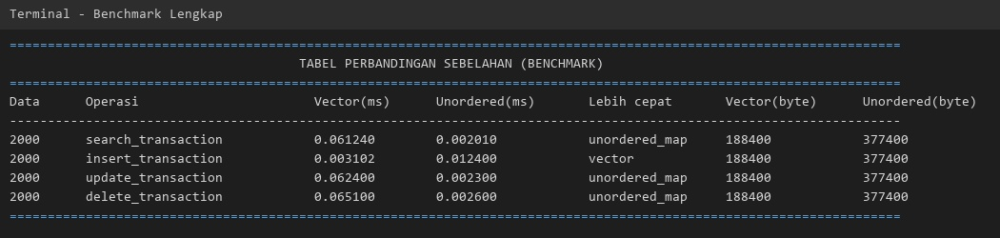 Terminal - Benchmark Lengkap
=====================================================================================================================
TABEL PERBANDINGAN SEBELAHAN (BENCHMARK)
=====================================================================================================================
Data      Operasi                       Vector(ms)      Unordered(ms)       Lebih cepat       Vector(byte)      Unordered(byte)
---------------------------------------------------------------------------------------------------------------------
2000      search_transaction            0.061240        0.002010            unordered_map     188400            377400
2000      insert_transaction            0.003102        0.012400            vector            188400            377400
2000      update_transaction            0.062400        0.002300            unordered_map     188400            377400
2000      delete_transaction            0.065100        0.002600            unordered_map     188400            377400
=====================================================================================================================